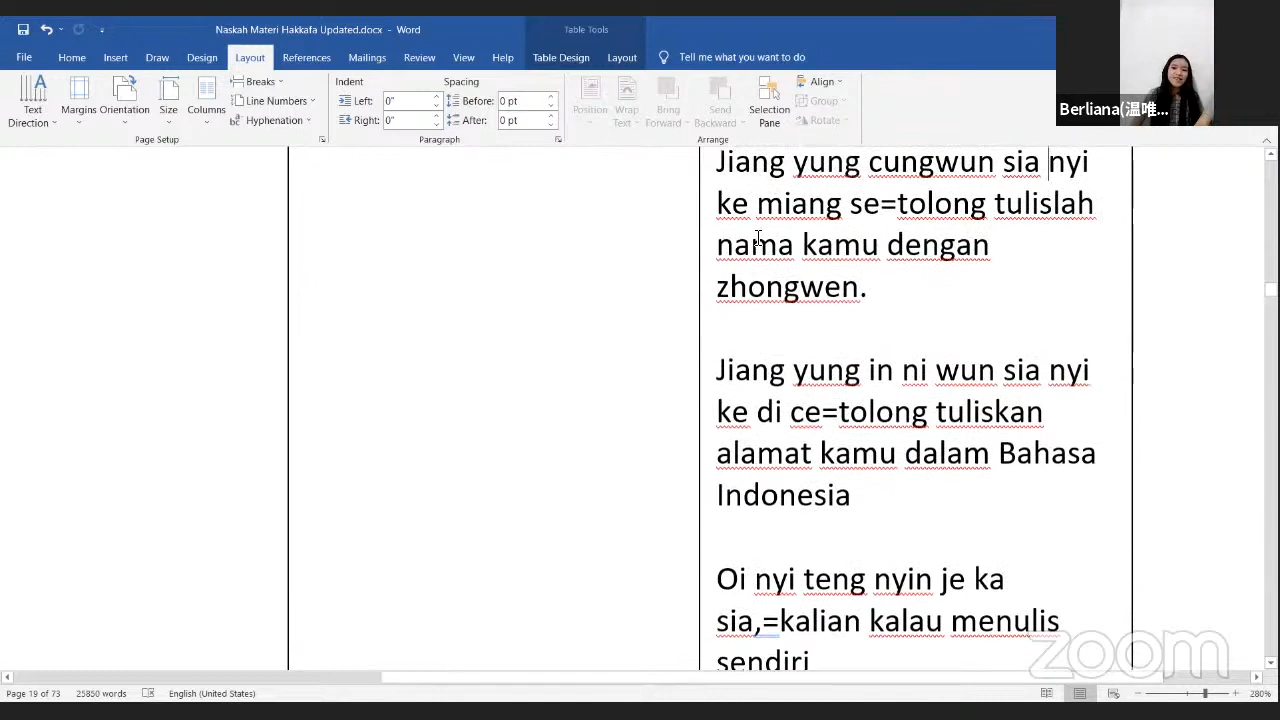 Naskah Materi Hakkafa Updated.docx - Word
Table Tools
File Home Insert Draw Design Layout References Mailings Review View Help Table Design Layout Tell me what you want to do
Text Direction
Margins
Orientation
Size
Columns
Breaks
Line Numbers
Hyphenation
Page Setup
Indent
Left: 0"
Right: 0"
Spacing
Before: 0 pt
After: 0 pt
Paragraph
Position
Wrap Text
Bring Forward
Send Backward
Selection Pane
Align
Group
Rotate
Arrange
Berliana(温唯...
Jiang yung cungwun sia nyi
ke miang se=tolong tulislah
nama kamu dengan
zhongwen.
Jiang yung in ni wun sia nyi
ke di ce=tolong tuliskan
alamat kamu dalam Bahasa
Indonesia
Oi nyi teng nyin je ka
sia,=kalian kalau menulis
sendiri
zoom
Page 19 of 73 25850 words English (United States) 280%